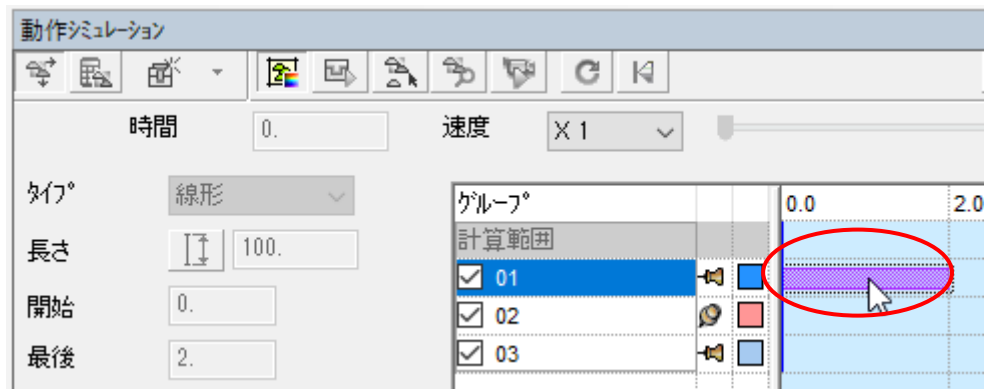 動作ｼﾐｭﾚｰｼｮﾝ
時間 0. 速度 X 1
ﾀｲﾌﾟ 線形
長さ 100.
開始 0.
最後 2.
ｸﾞﾙｰﾌﾟ 0.0 2.0
計算範囲
01
02
03